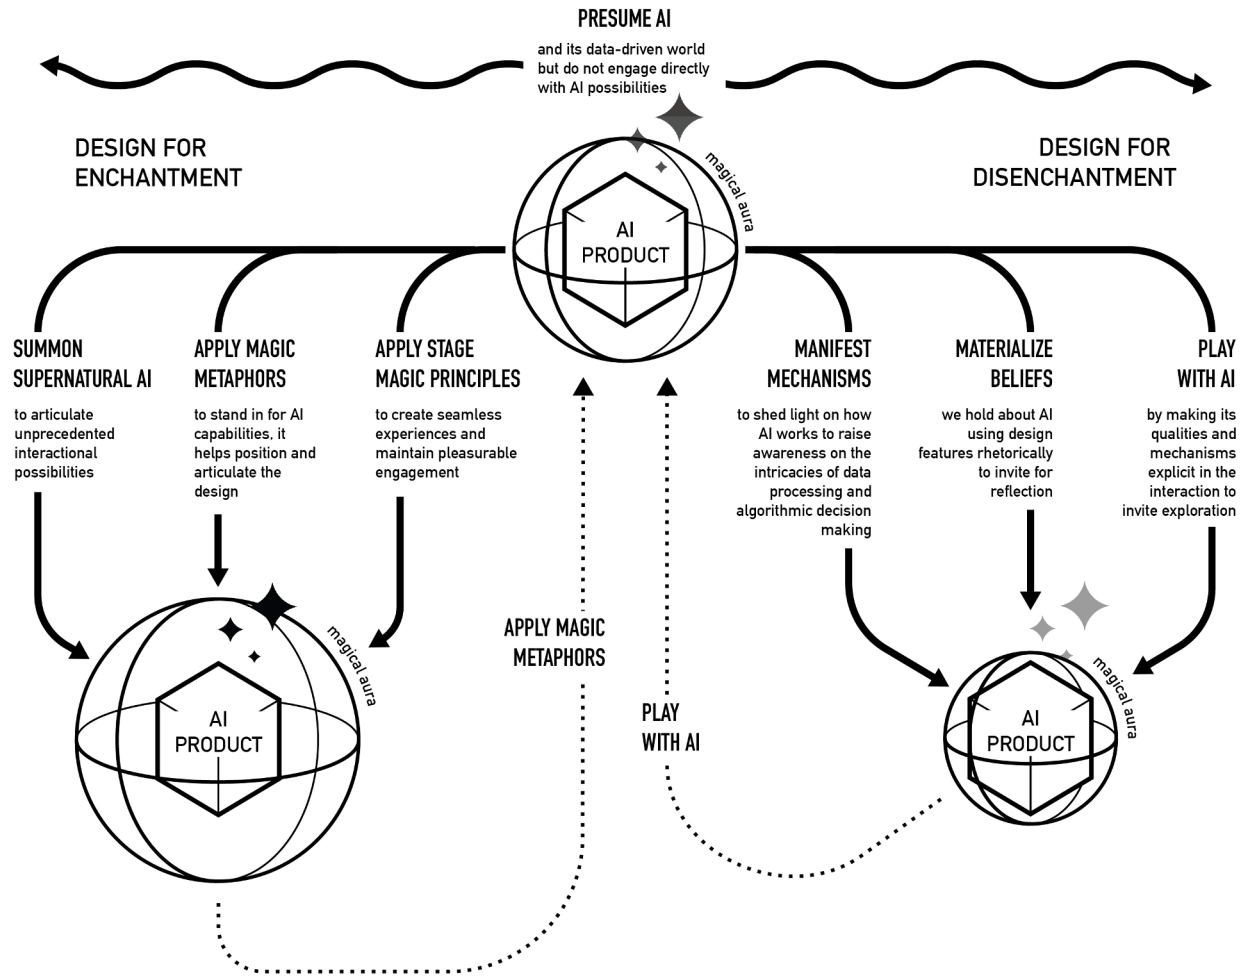 PRESUME AI
and its data-driven world
but do not engage directly
with AI possibilities
DESIGN FOR
ENCHANTMENT
DESIGN FOR
DISENCHANTMENT
magical aura
AI
PRODUCT
SUMMON
SUPERNATURAL AI
to articulate
unprecedented
interactional
possibilities
APPLY MAGIC
METAPHORS
to stand in for AI
capabilities, it
helps position and
articulate the
design
APPLY STAGE
MAGIC PRINCIPLES
to create seamless
experiences and
maintain pleasurable
engagement
MANIFEST
MECHANISMS
to shed light on how
AI works to raise
awareness on the
intricacies of data
processing and
algorithmic decision
making
MATERIALIZE
BELIEFS
we hold about AI
using design
features rhetorically
to invite for
reflection
PLAY
WITH AI
by making its
qualities and
mechanisms
explicit in the
interaction to
invite exploration
magical aura
AI
PRODUCT
APPLY MAGIC
METAPHORS
PLAY
WITH AI
magical aura
AI
PRODUCT